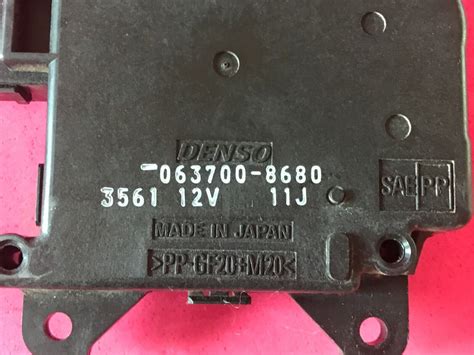 DENSO
063700-8680
3561 12V 11J
SAE PP
MADE IN JAPAN
>PP-GF20+M20<